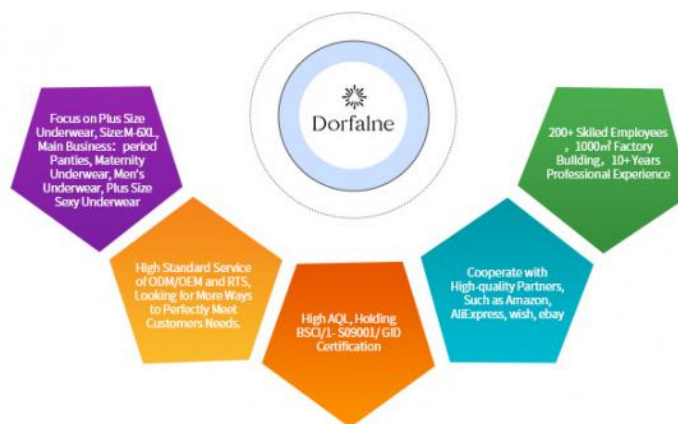 Dorfalne
Focus on Plus Size
Underwear, Size:M-6XL,
Main Business：period
Panties, Maternity
Underwear, Men's
Underwear, Plus Size
Sexy Underwear
High Standard Service
of ODM/OEM and RTS,
Looking for More Ways
to Perfectly Meet
Customers Needs.
High AQL, Holding
BSCI/1- S09001/ GID
Certification
Cooperate with
High-quality Partners,
Such as Amazon,
AliExpress, wish, ebay
200+ Skiled Employees
，1000㎡ Factory
Building，10+ Years
Professional Experience